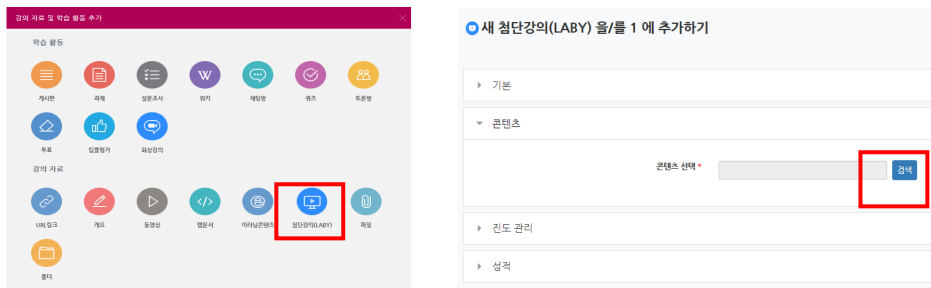 강의 자료 및 학습 활동 추가
학습 활동
게시판 과제 설문조사 위키 채팅방 퀴즈 토론방
투표 팀플평가 화상강의
강의 자료
URL링크 개요 동영상 웹문서 이러닝콘텐츠 첨단강의(LABY) 파일
폴더
새 첨단강의(LABY) 을/를 1 에 추가하기
기본
콘텐츠
콘텐츠 선택 * 검색
진도 관리
성적